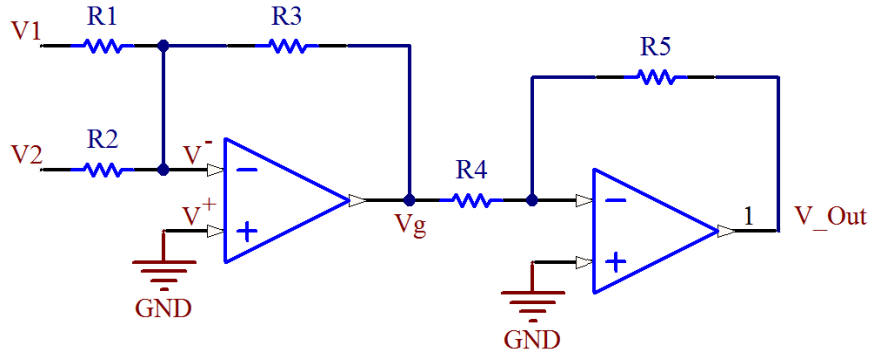 V1
R1
R3
R5
V2
R2
V-
V+
Vg
R4
1
V_Out
GND
GND